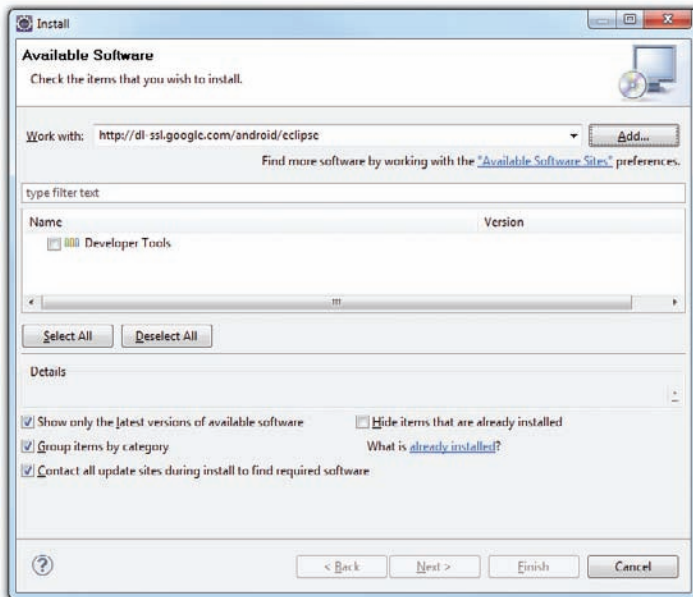 Install
Available Software
Check the items that you wish to install.
Work with: http://dl-ssl.google.com/android/eclipse Add...
Find more software by working with the "Available Software Sites" preferences.
type filter text
Name Version
Developer Tools
Select All Deselect All
Details
Show only the latest versions of available software Hide items that are already installed
Group items by category What is already installed?
Contact all update sites during install to find required software
? < Back Next > Finish Cancel